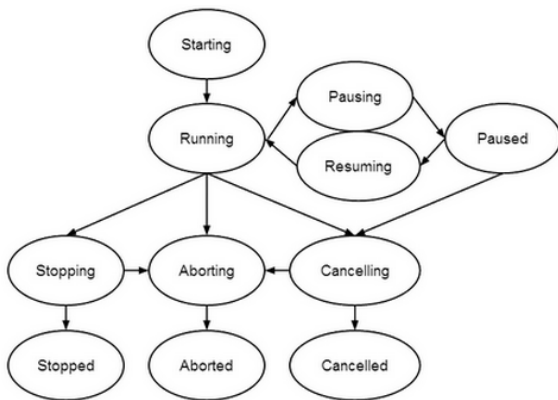 Starting
Pausing
Running
Paused
Resuming
Stopping
Aborting
Cancelling
Stopped
Aborted
Cancelled